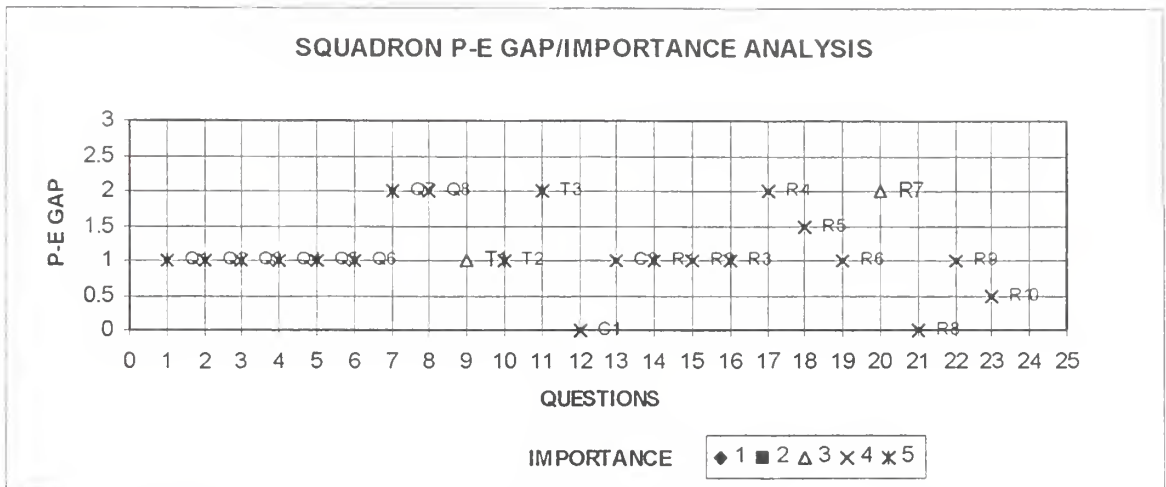 SQUADRON P-E GAP/IMPORTANCE ANALYSIS
P-E GAP
3
2.5
2 Q7 Q8 T3 R4 R7
1.5 R5
1 Q6 T2 R3 R6 R9
0.5 R10
0 C1 R8
0 1 2 3 4 5 6 7 8 9 10 11 12 13 14 15 16 17 18 19 20 21 22 23 24 25
QUESTIONS
IMPORTANCE 1 2 3 4 5